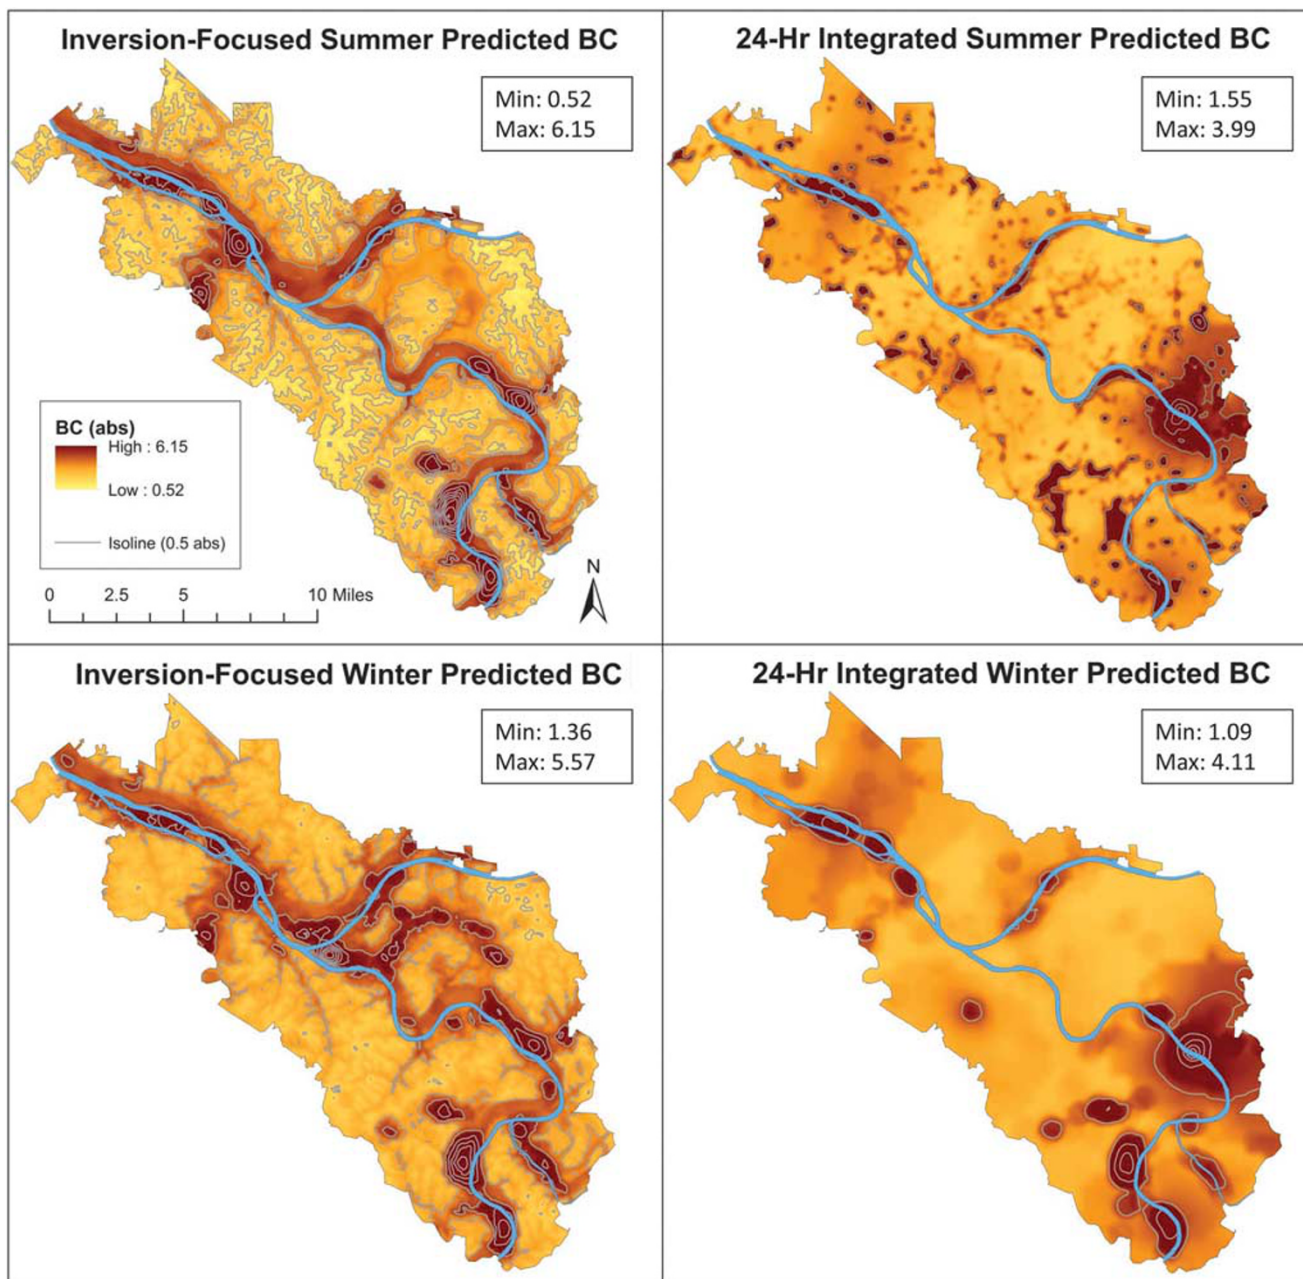 Inversion-Focused Summer Predicted BC
Min: 0.52
Max: 6.15
BC (abs)
High : 6.15
Low : 0.52
Isoline (0.5 abs)
0 2.5 5 10 Miles
N
24-Hr Integrated Summer Predicted BC
Min: 1.55
Max: 3.99
Inversion-Focused Winter Predicted BC
Min: 1.36
Max: 5.57
24-Hr Integrated Winter Predicted BC
Min: 1.09
Max: 4.11